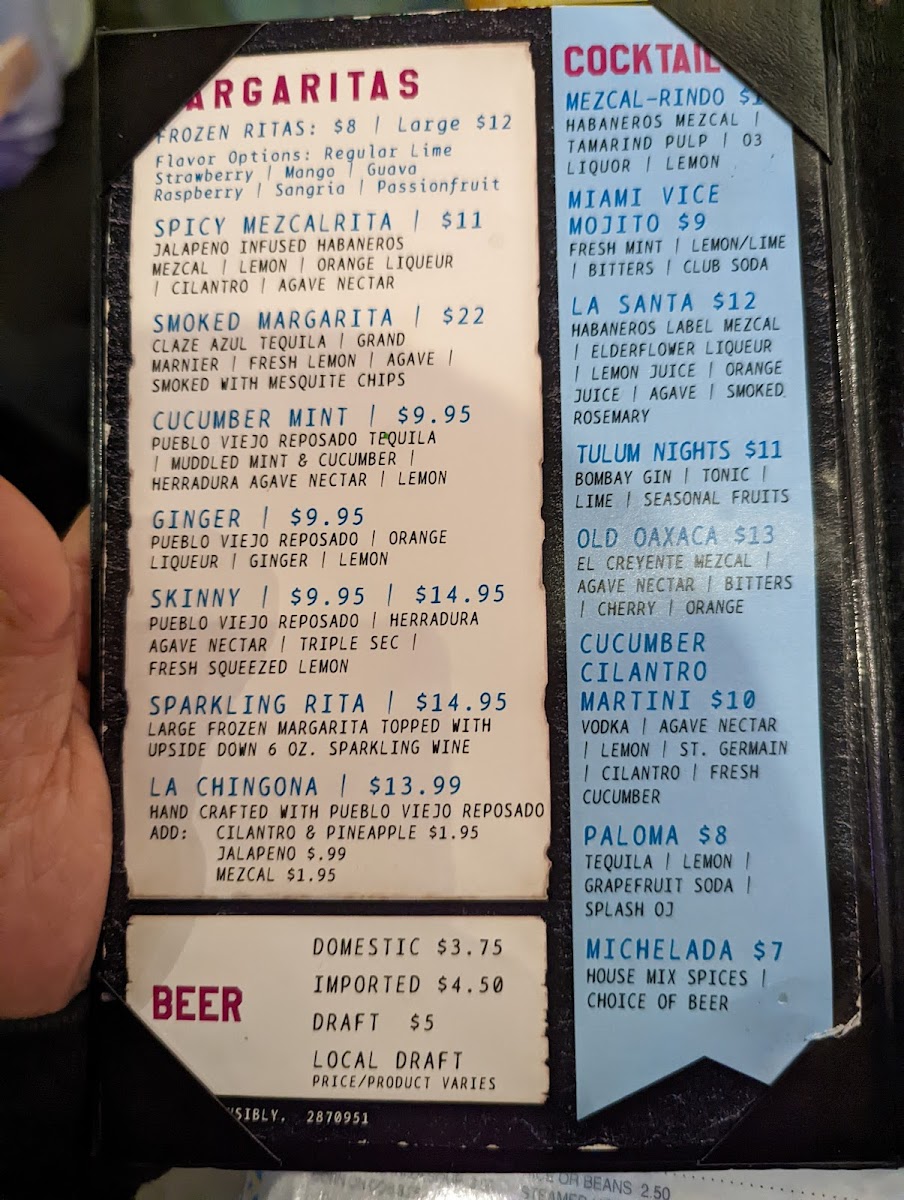 ARGARITAS
FROZEN RITAS: $8 | Large $12
Flavor Options: Regular Lime
Strawberry | Mango | Guava
Raspberry | Sangria | Passionfruit
SPICY MEZCALRITA | $11
JALAPENO INFUSED HABANEROS
MEZCAL | LEMON | ORANGE LIQUEUR
| CILANTRO | AGAVE NECTAR
SMOKED MARGARITA | $22
CLAZE AZUL TEQUILA | GRAND
MARNIER | FRESH LEMON | AGAVE |
SMOKED WITH MESQUITE CHIPS
CUCUMBER MINT | $9.95
PUEBLO VIEJO REPOSADO TEQUILA
| MUDDLED MINT & CUCUMBER |
HERRADURA AGAVE NECTAR | LEMON
GINGER | $9.95
PUEBLO VIEJO REPOSADO | ORANGE
LIQUEUR | GINGER | LEMON
SKINNY | $9.95 | $14.95
PUEBLO VIEJO REPOSADO | HERRADURA
AGAVE NECTAR | TRIPLE SEC |
FRESH SQUEEZED LEMON
SPARKLING RITA | $14.95
LARGE FROZEN MARGARITA TOPPED WITH
UPSIDE DOWN 6 OZ. SPARKLING WINE
LA CHINGONA | $13.99
HAND CRAFTED WITH PUEBLO VIEJO REPOSADO
ADD: CILANTRO & PINEAPPLE $1.95
JALAPENO $.99
MEZCAL $1.95
BEER
DOMESTIC $3.75
IMPORTED $4.50
DRAFT $5
LOCAL DRAFT
PRICE/PRODUCT VARIES
SIBLY. 2870951
COCKTAIL
MEZCAL-RINDO $1
HABANEROS MEZCAL |
TAMARIND PULP | O3
LIQUOR | LEMON
MIAMI VICE
MOJITO $9
FRESH MINT | LEMON/LIME
| BITTERS | CLUB SODA
LA SANTA $12
HABANEROS LABEL MEZCAL
| ELDERFLOWER LIQUEUR
| LEMON JUICE | ORANGE
JUICE | AGAVE | SMOKED
ROSEMARY
TULUM NIGHTS $11
BOMBAY GIN | TONIC |
LIME | SEASONAL FRUITS
OLD OAXACA $13
EL CREYENTE MEZCAL |
AGAVE NECTAR | BITTERS
| CHERRY | ORANGE
CUCUMBER
CILANTRO
MARTINI $10
VODKA | AGAVE NECTAR
| LEMON | ST. GERMAIN
| CILANTRO | FRESH
CUCUMBER
PALOMA $8
TEQUILA | LEMON |
GRAPEFRUIT SODA |
SPLASH OJ
MICHELADA $7
HOUSE MIX SPICES |
CHOICE OF BEER
OR BEANS 2.50